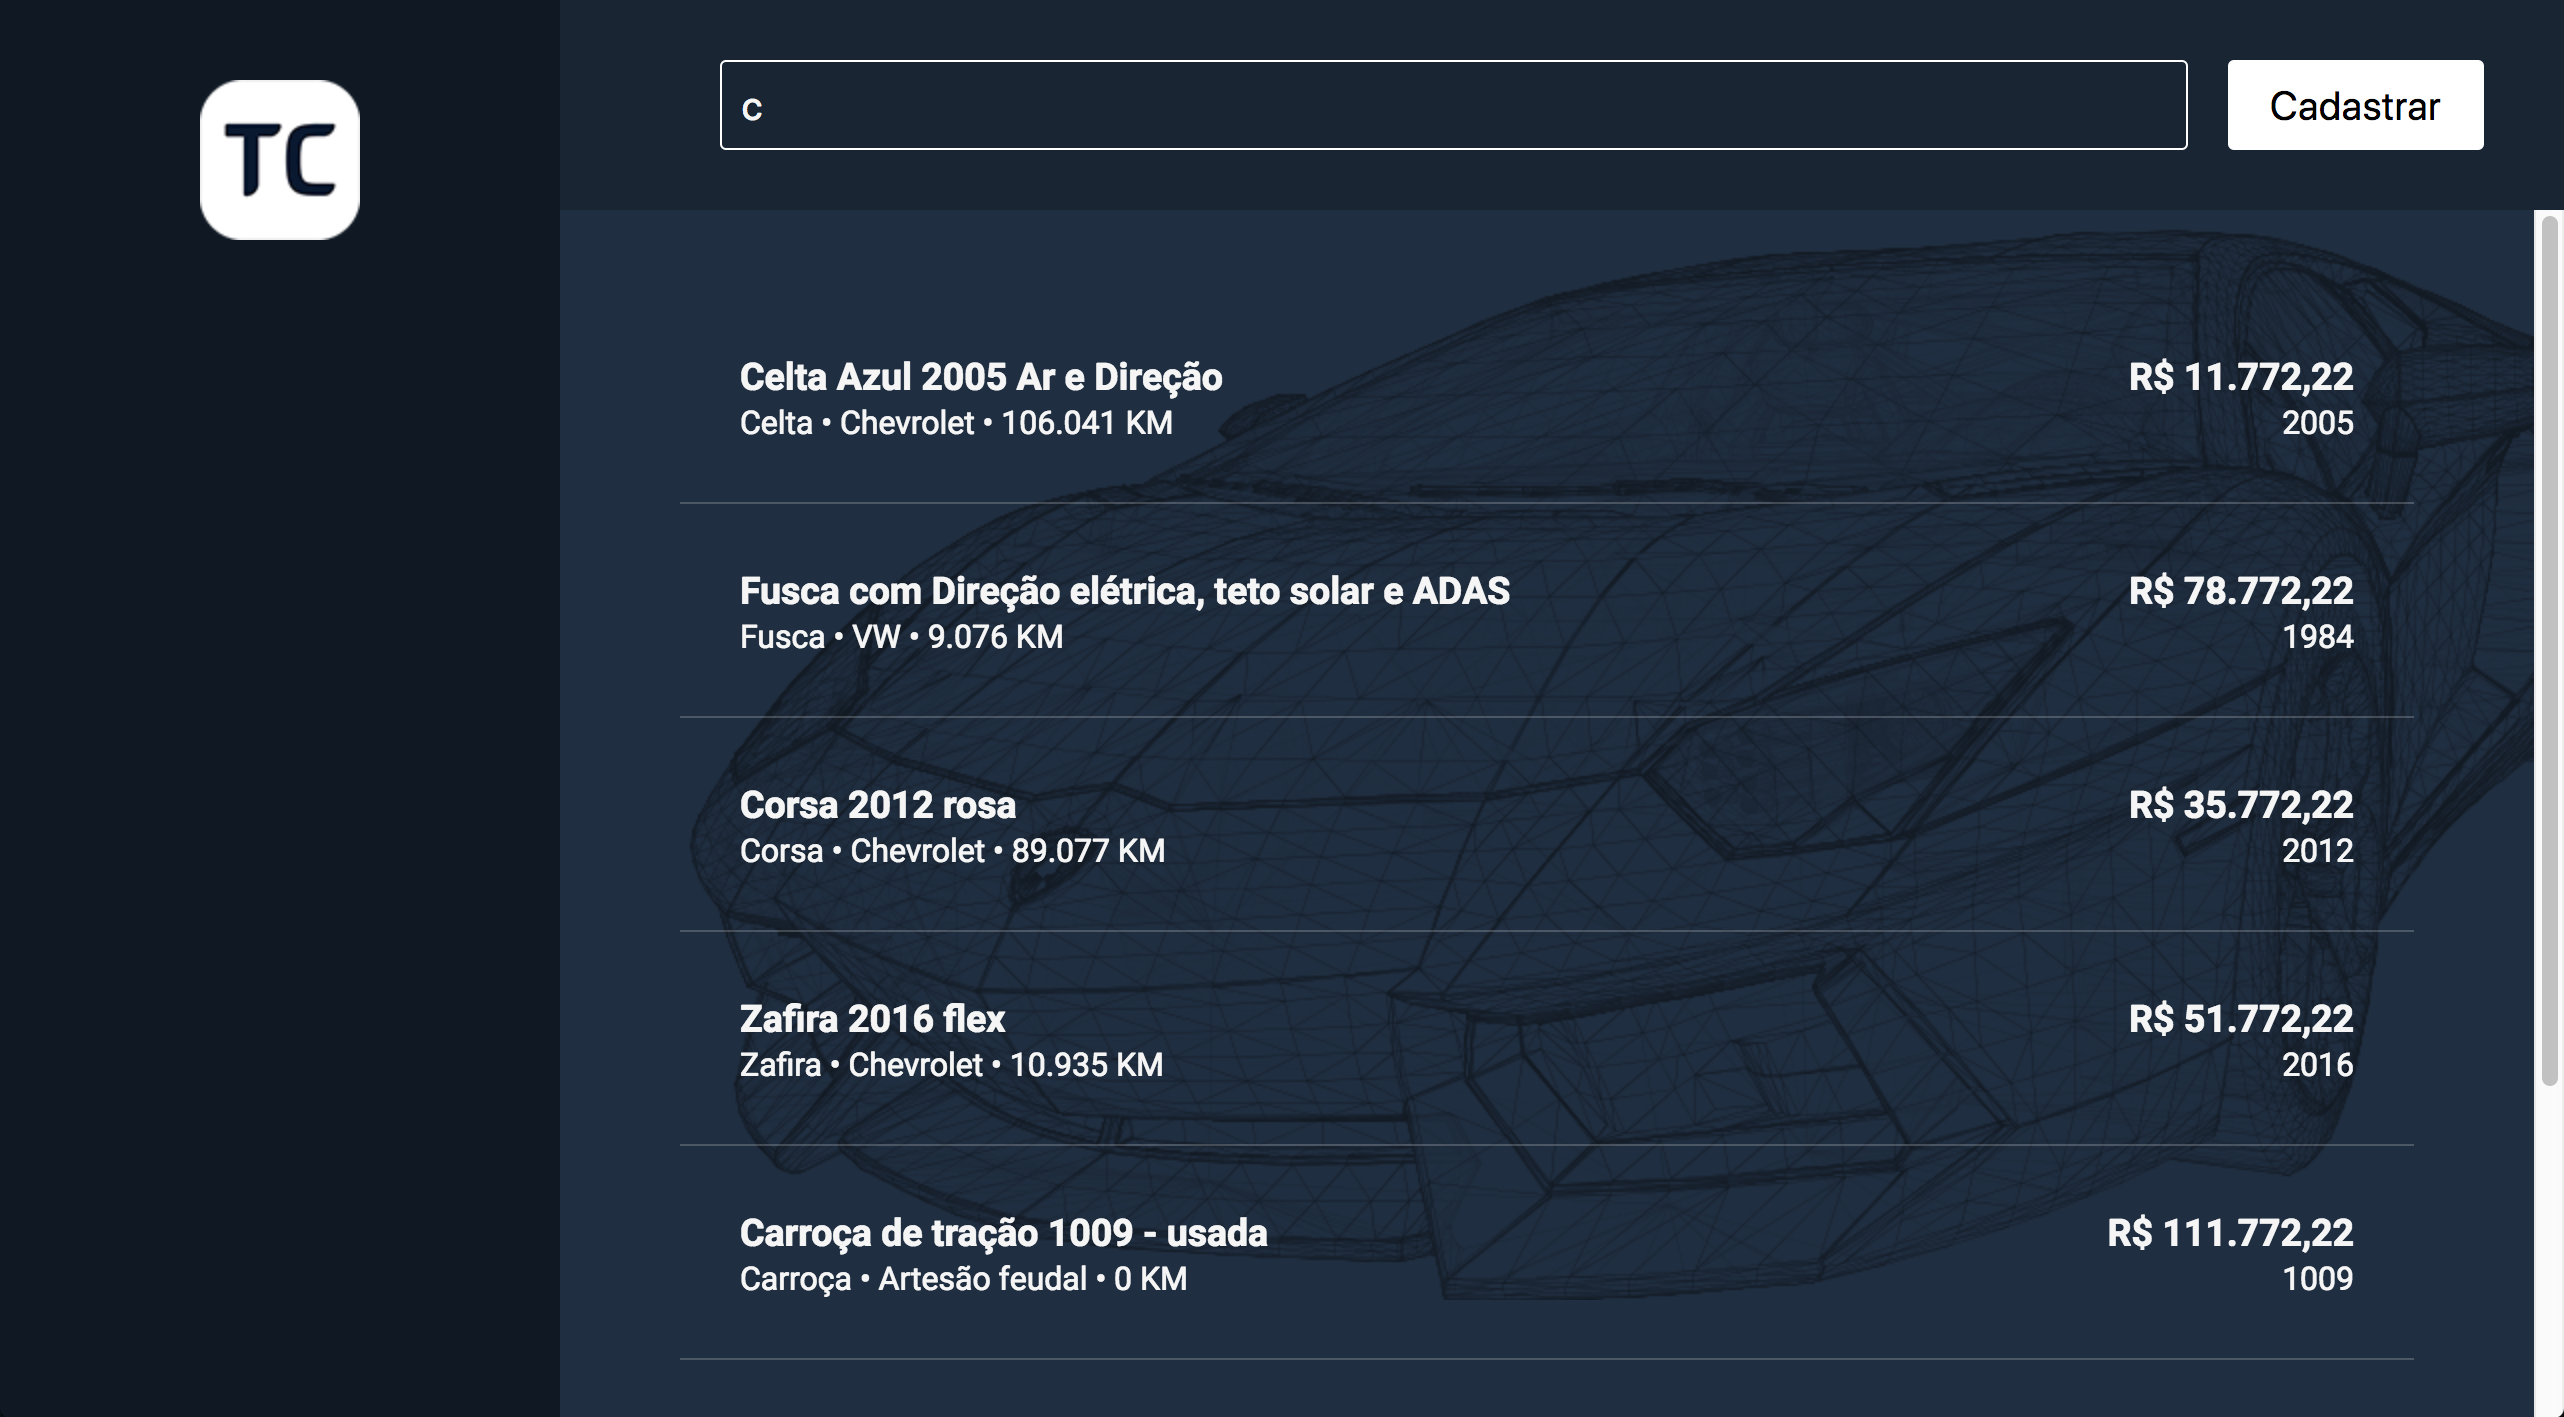 TC
c
Cadastrar
Celta Azul 2005 Ar e Direção
R$ 11.772,22
Celta • Chevrolet • 106.041 KM
2005
Fusca com Direção elétrica, teto solar e ADAS
R$ 78.772,22
Fusca • VW • 9.076 KM
1984
Corsa 2012 rosa
R$ 35.772,22
Corsa • Chevrolet • 89.077 KM
2012
Zafira 2016 flex
R$ 51.772,22
Zafira • Chevrolet • 10.935 KM
2016
Carroça de tração 1009 - usada
R$ 111.772,22
Carroça • Artesão feudal • 0 KM
1009